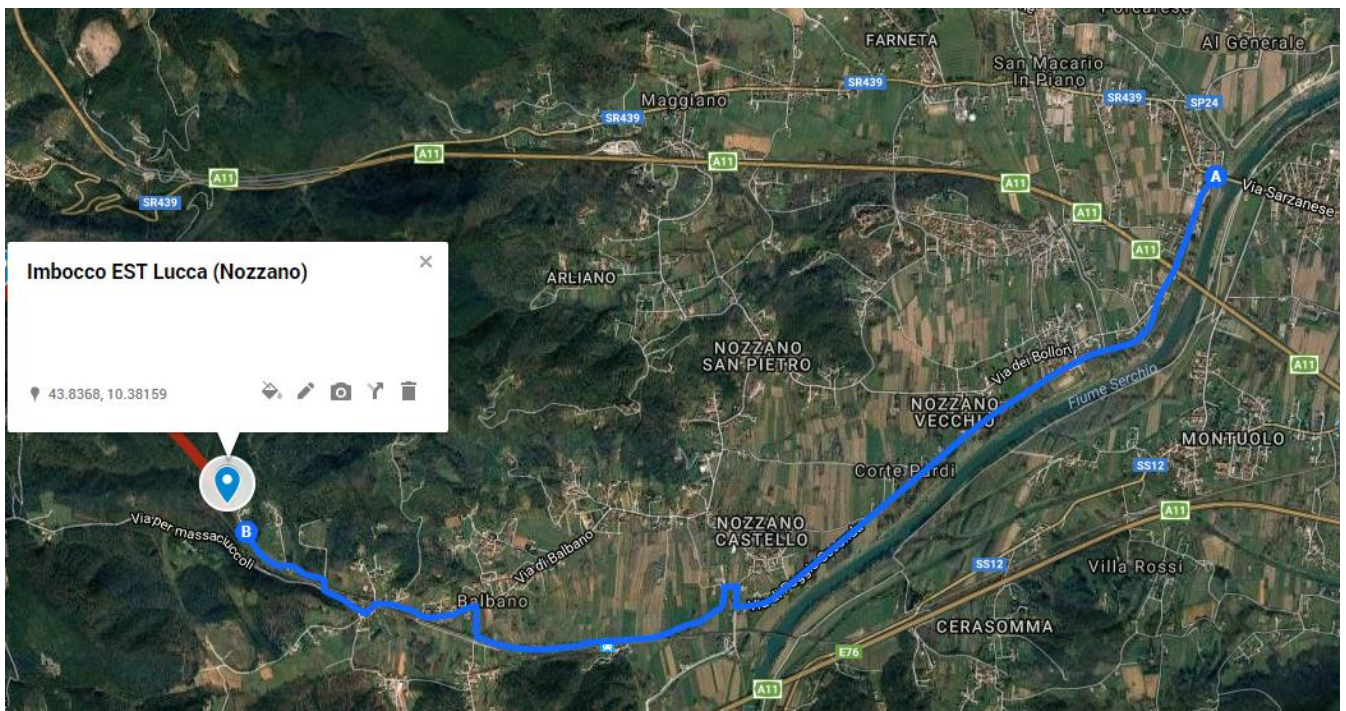 Porcarese
FARNETA
Al Generale
San Macario
In Piano
SR439
SR439
SP24
Maggiano
SR439
A11
A11
A11
A11
SR439
A
Via Sarzanese
A11
A11
Imbocco EST Lucca (Nozzano)
ARLIANO
NOZZANO
SAN PIETRO
Via dei Bollori
A11
Fiume Serchio
43.8368, 10.38159
NOZZANO
VECCHIO
MONTUOLO
Corte Pardi
SS12
A11
Via per massaciuccoli
B
NOZZANO
CASTELLO
Via di Balbano
SS12
Villa Rossi
Balbano
CERASOMMA
E76
A11